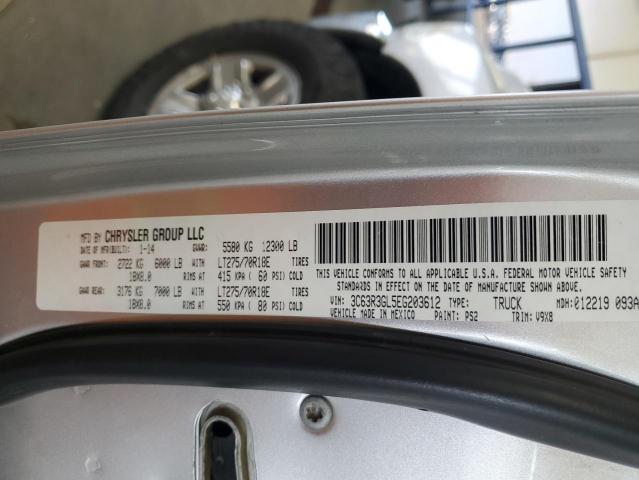 MFD BY CHRYSLER GROUP LLC
DATE OF MFR(BUILT): 1-14 GVWR: 5580 KG 12300 LB
GAWR FRONT: 2722 KG 6000 LB LT275/70R18E TIRES
18X8.0 RIMS AT 415 KPA ( 60 PSI) COLD
GAWR REAR: 3176 KG 7000 LB LT275/70R18E TIRES
18X8.0 RIMS AT 550 KPA ( 80 PSI) COLD
THIS VEHICLE CONFORMS TO ALL APPLICABLE U.S.A. FEDERAL MOTOR VEHICLE SAFETY
STANDARDS IN EFFECT ON THE DATE OF MANUFACTURE SHOWN ABOVE
VIN: 3C63R3GL5EG203612 TYPE: TRUCK MDH: 012219 093A
VEHICLE MADE IN MEXICO PAINT: PS2 TRIM: V9X8